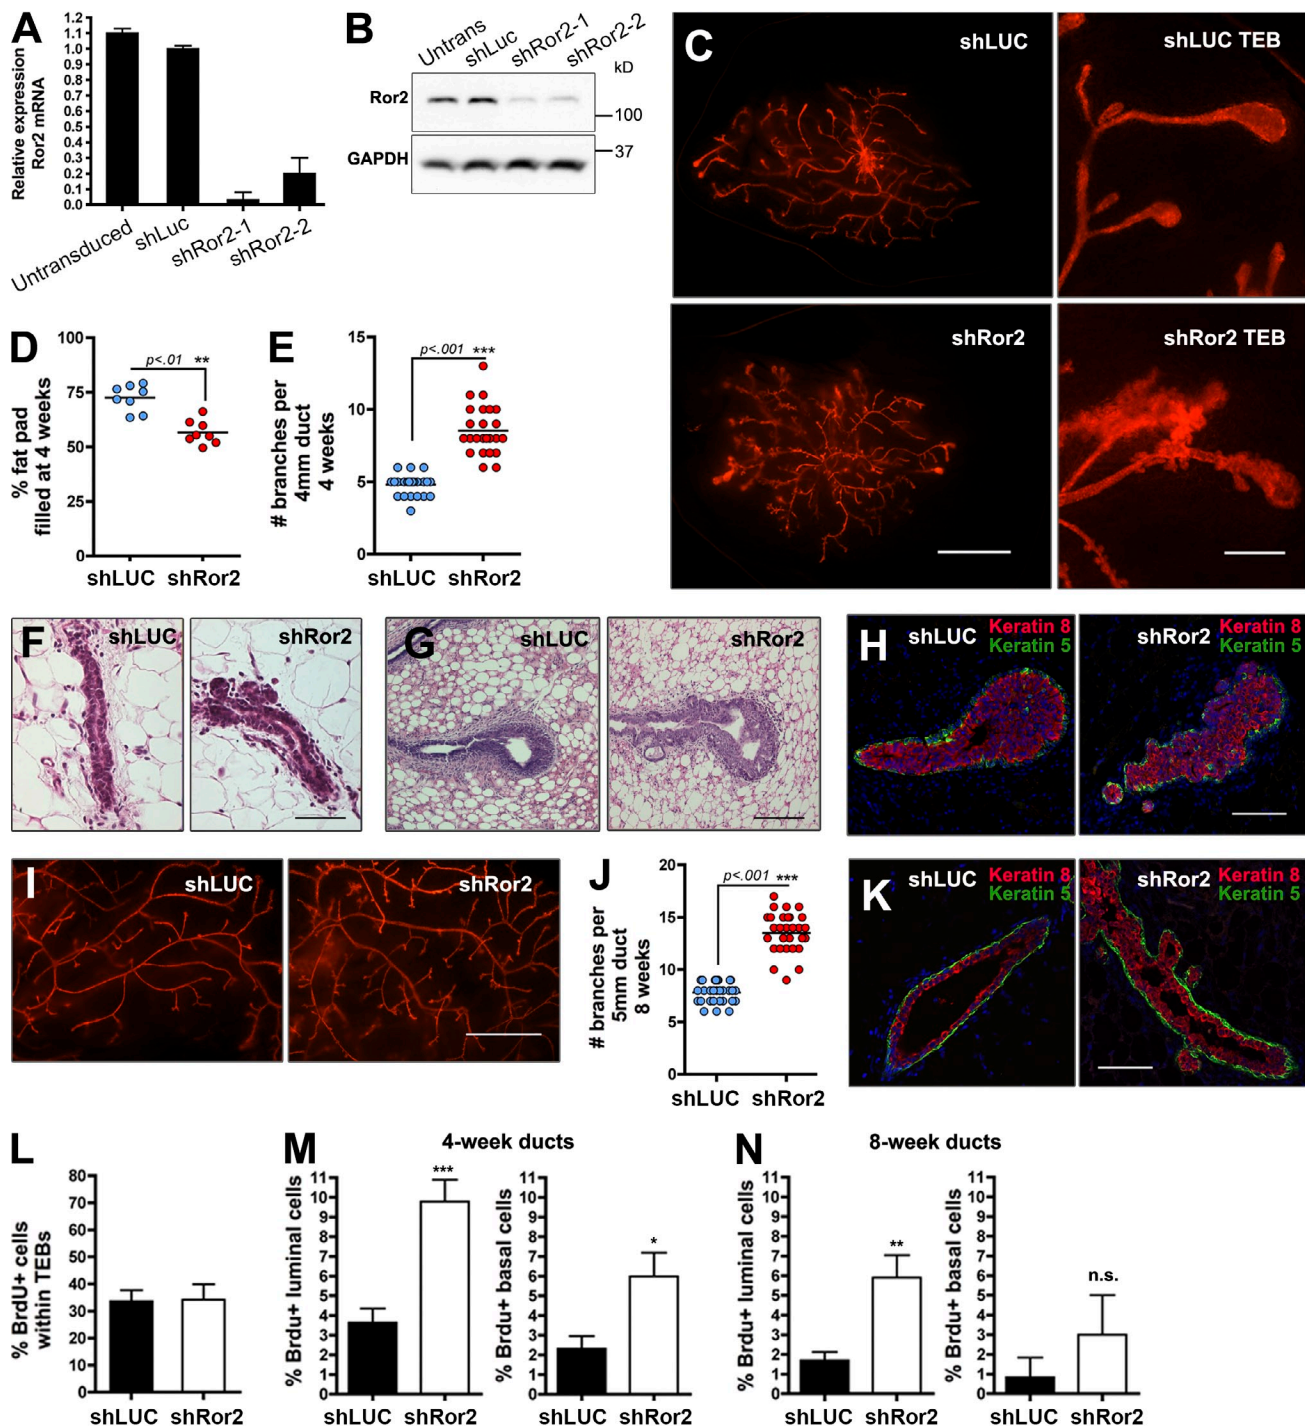 A
Relative expression
Ror2 mRNA
1.2
1.1
1.0
0.9
0.8
0.7
0.6
0.5
0.4
0.3
0.2
0.1
0.0
Untransduced
shLuc
shRor2-1
shRor2-2
B
Untrans
shLuc
shRor2-1
shRor2-2
kD
Ror2
100
37
GAPDH
C
shLUC
shLUC TEB
shRor2
shRor2 TEB
D
% fat pad
filled at 4 weeks
100
75
50
25
0
p<.01 **
shLUC shRor2
E
# branches per
4mm duct
4 weeks
15
10
5
0
p<.001 ***
shLUC shRor2
F
shLUC
shRor2
G
shLUC
shRor2
H
shLUC
Keratin 8
Keratin 5
shRor2
Keratin 8
Keratin 5
I
shLUC
shRor2
J
# branches per
5mm duct
8 weeks
20
15
10
5
0
p<.001 ***
shLUC shRor2
K
shLUC
Keratin 8
Keratin 5
shRor2
Keratin 8
Keratin 5
L
% BrdU+ cells
within TEBs
80
70
60
50
40
30
20
10
0
shLUC shRor2
M
4-week ducts
% Brdu+ luminal cells
11
10
9
8
7
6
5
4
3
2
1
0
***
shLUC shRor2
% Brdu+ basal cells
11
10
9
8
7
6
5
4
3
2
1
0
*
shLUC shRor2
N
8-week ducts
% Brdu+ luminal cells
11
10
9
8
7
6
5
4
3
2
1
0
**
shLUC shRor2
% Brdu+ basal cells
11
10
9
8
7
6
5
4
3
2
1
0
n.s.
shLUC shRor2